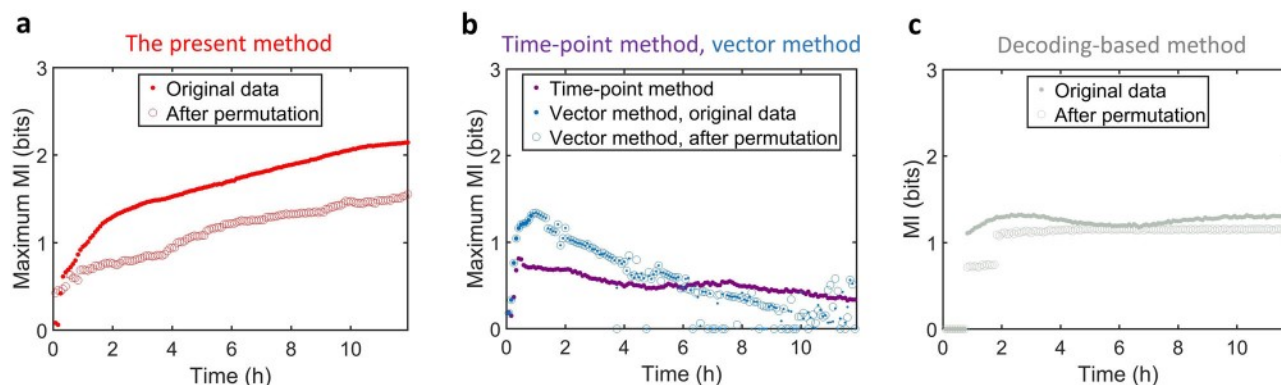 a
The present method
Original data
After permutation
Maximum MI (bits)
3
2
1
0
0 2 4 6 8 10
Time (h)
b
Time-point method, vector method
Time-point method
Vector method, original data
Vector method, after permutation
Maximum MI (bits)
3
2
1
0
0 2 4 6 8 10
Time (h)
c
Decoding-based method
Original data
After permutation
MI (bits)
3
2
1
0
0 2 4 6 8 10
Time (h)